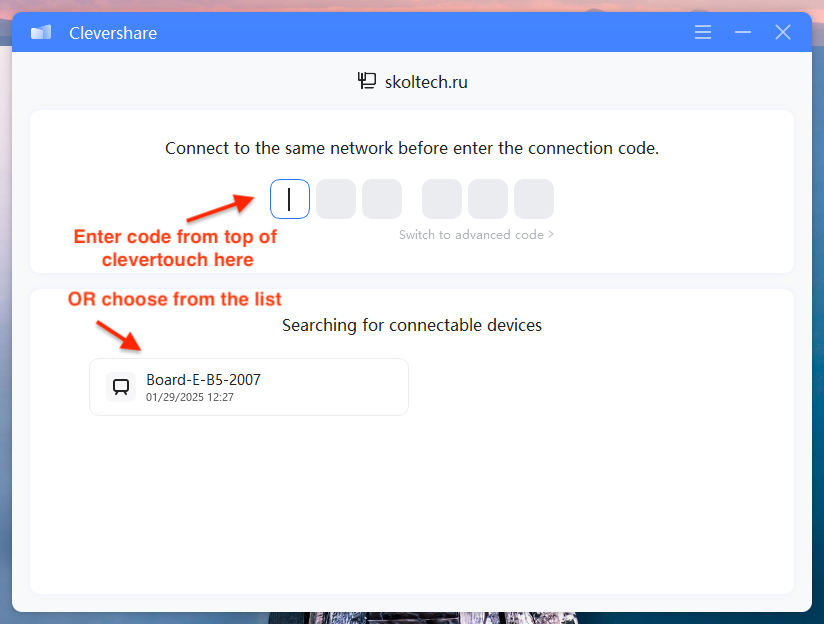 Clevershare
skoltech.ru
Connect to the same network before enter the connection code.
Enter code from top of
clevertouch here
Switch to advanced code >
OR choose from the list
Searching for connectable devices
Board-E-B5-2007
01/29/2025 12:27